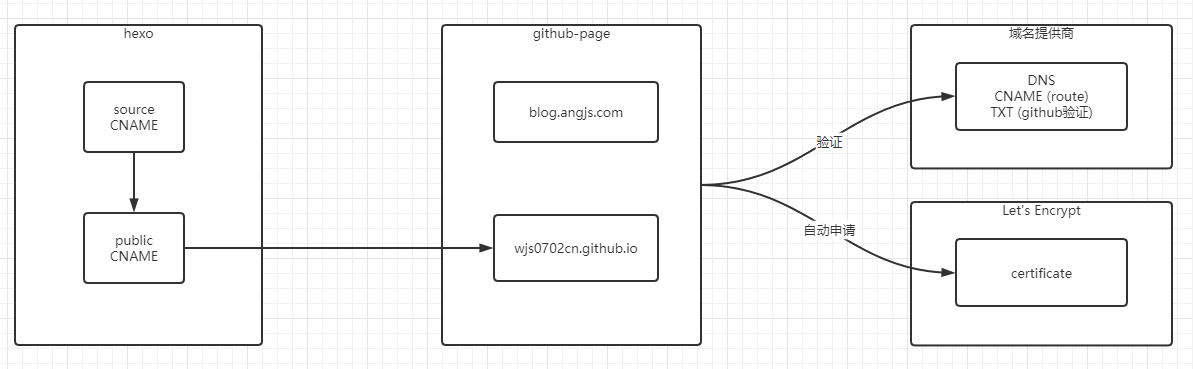 hexo
source
CNAME
public
CNAME
github-page
blog.angjs.com
wjs0702cn.github.io
验证
自动申请
域名提供商
DNS
CNAME (route)
TXT (github验证)
Let's Encrypt
certificate